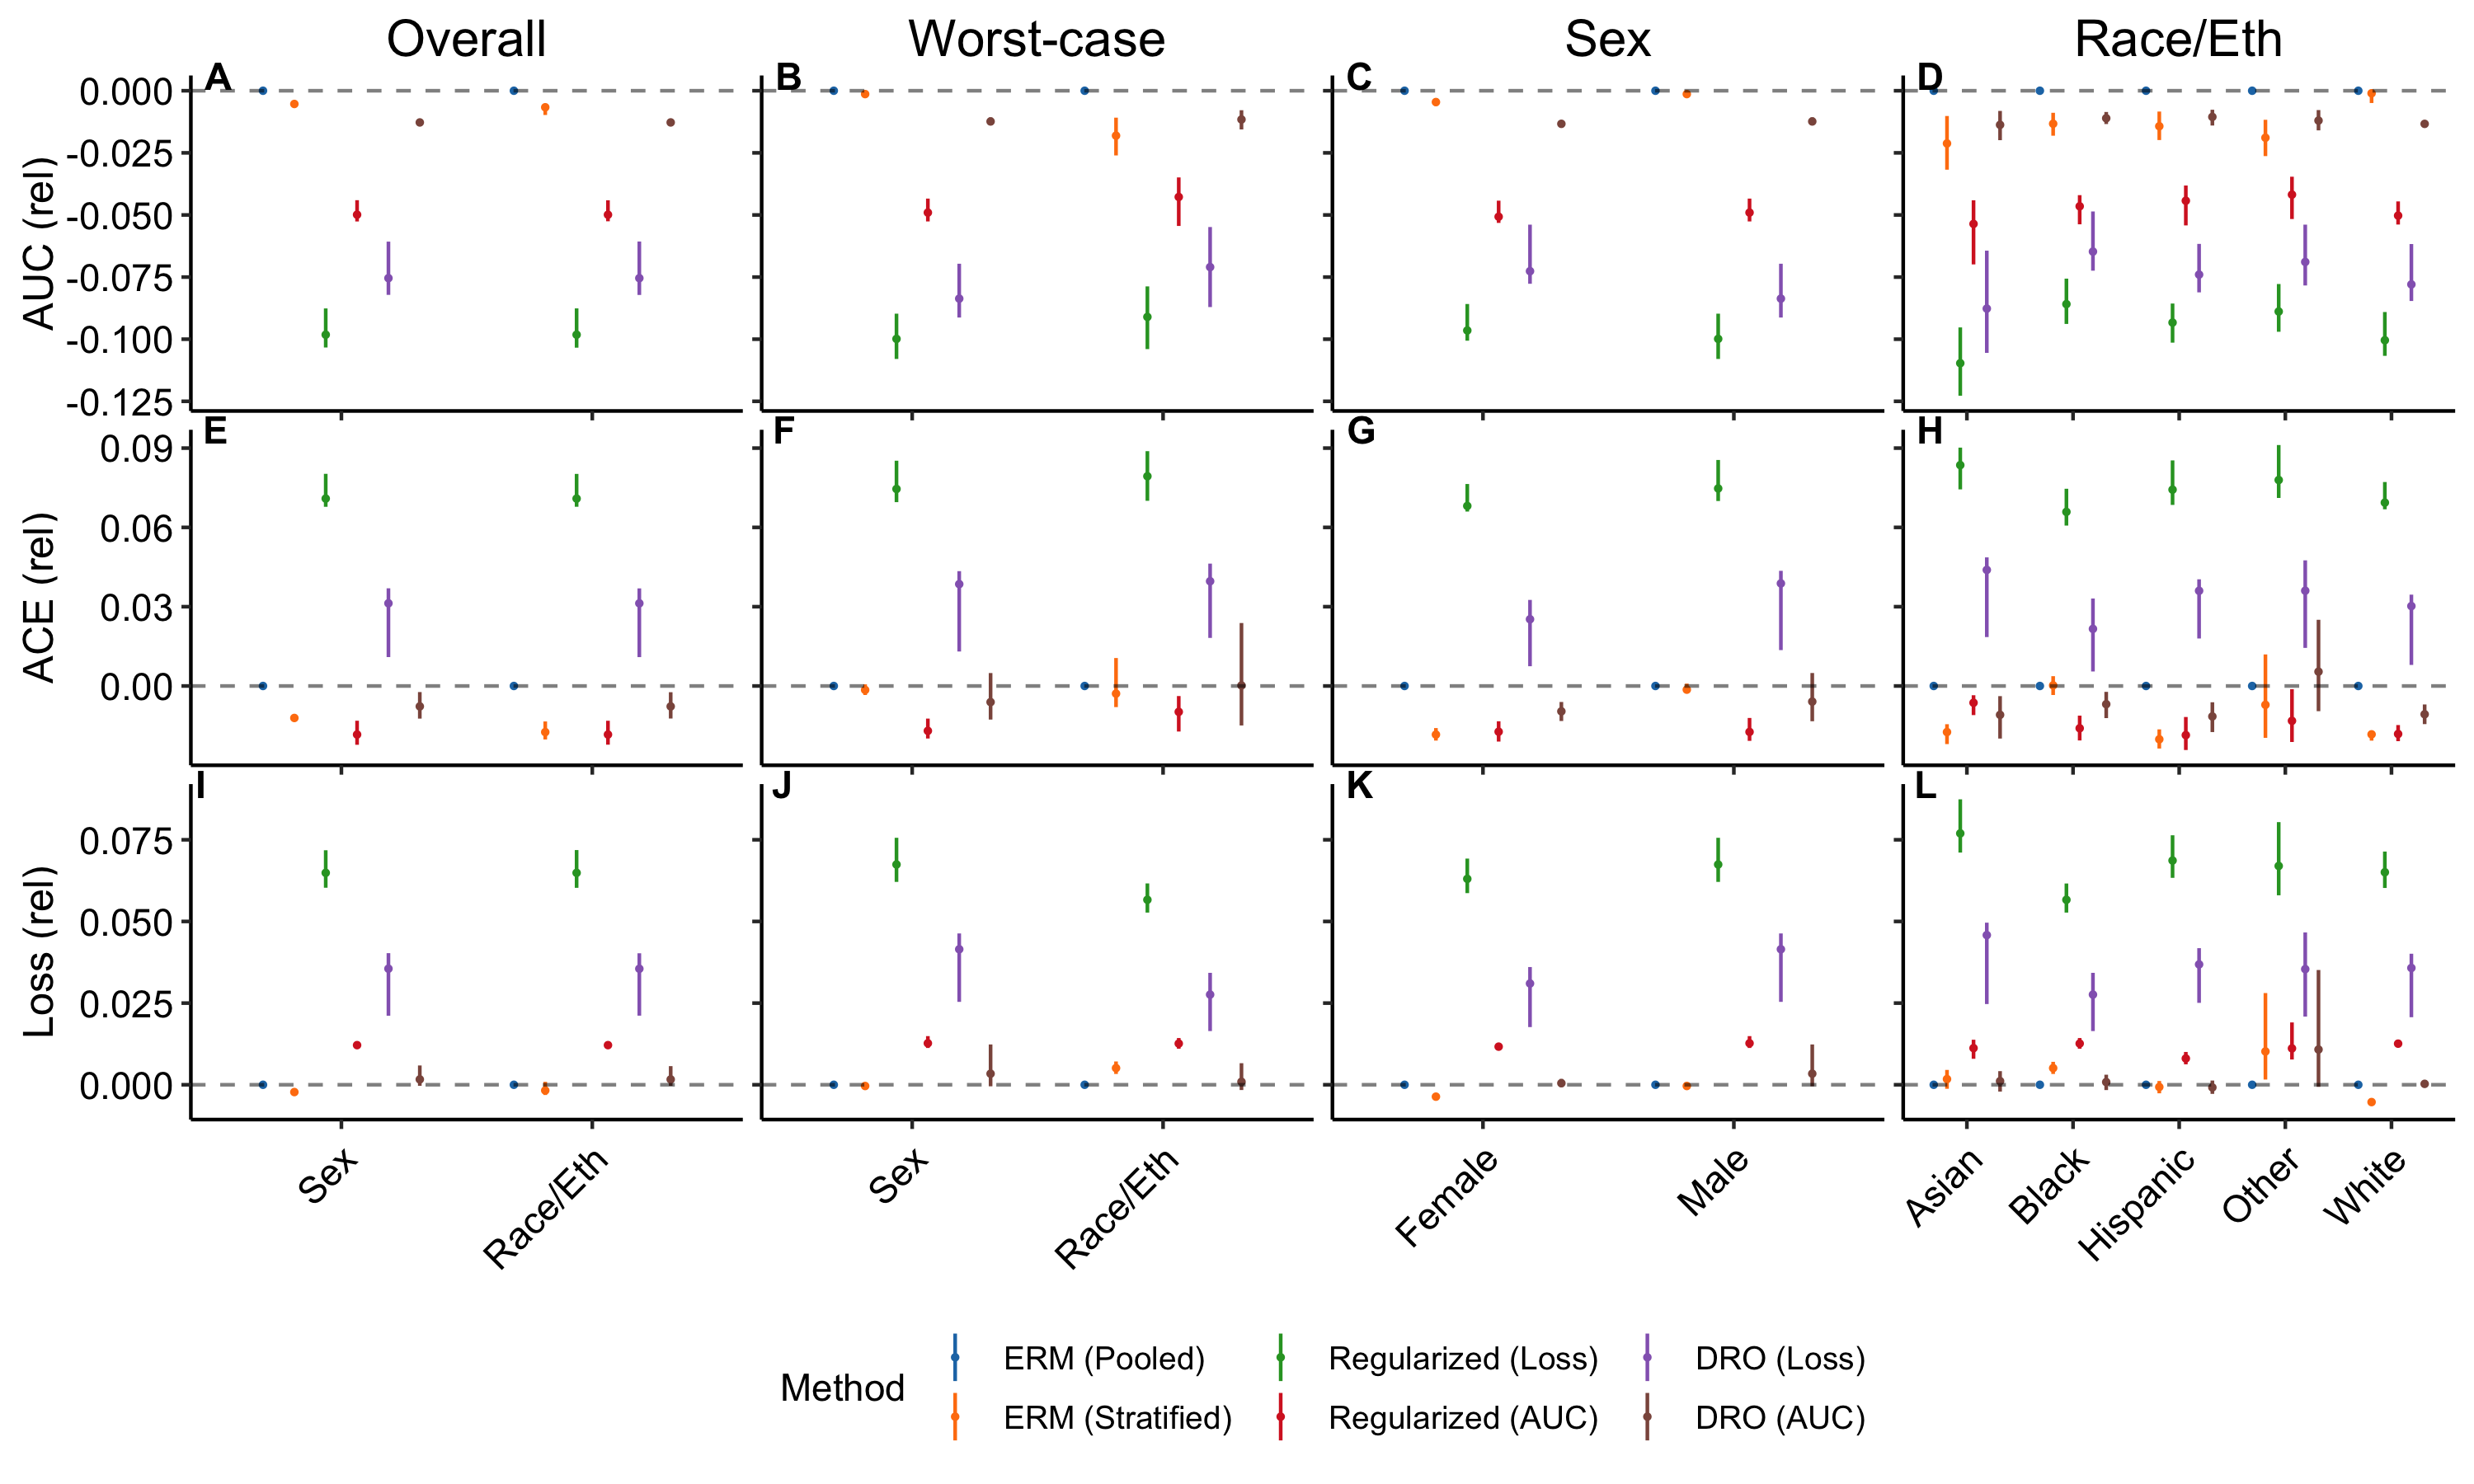 Overall Worst-case Sex Race/Eth
A B C D
AUC (rel)
0.000
-0.025
-0.050
-0.075
-0.100
-0.125
E F G H
ACE (rel)
0.09
0.06
0.03
0.00
I J K L
Loss (rel)
0.075
0.050
0.025
0.000
Sex Race/Eth Sex Race/Eth Female Male Asian Black Hispanic Other White
Method
ERM (Pooled) Regularized (Loss) DRO (Loss)
ERM (Stratified) Regularized (AUC) DRO (AUC)